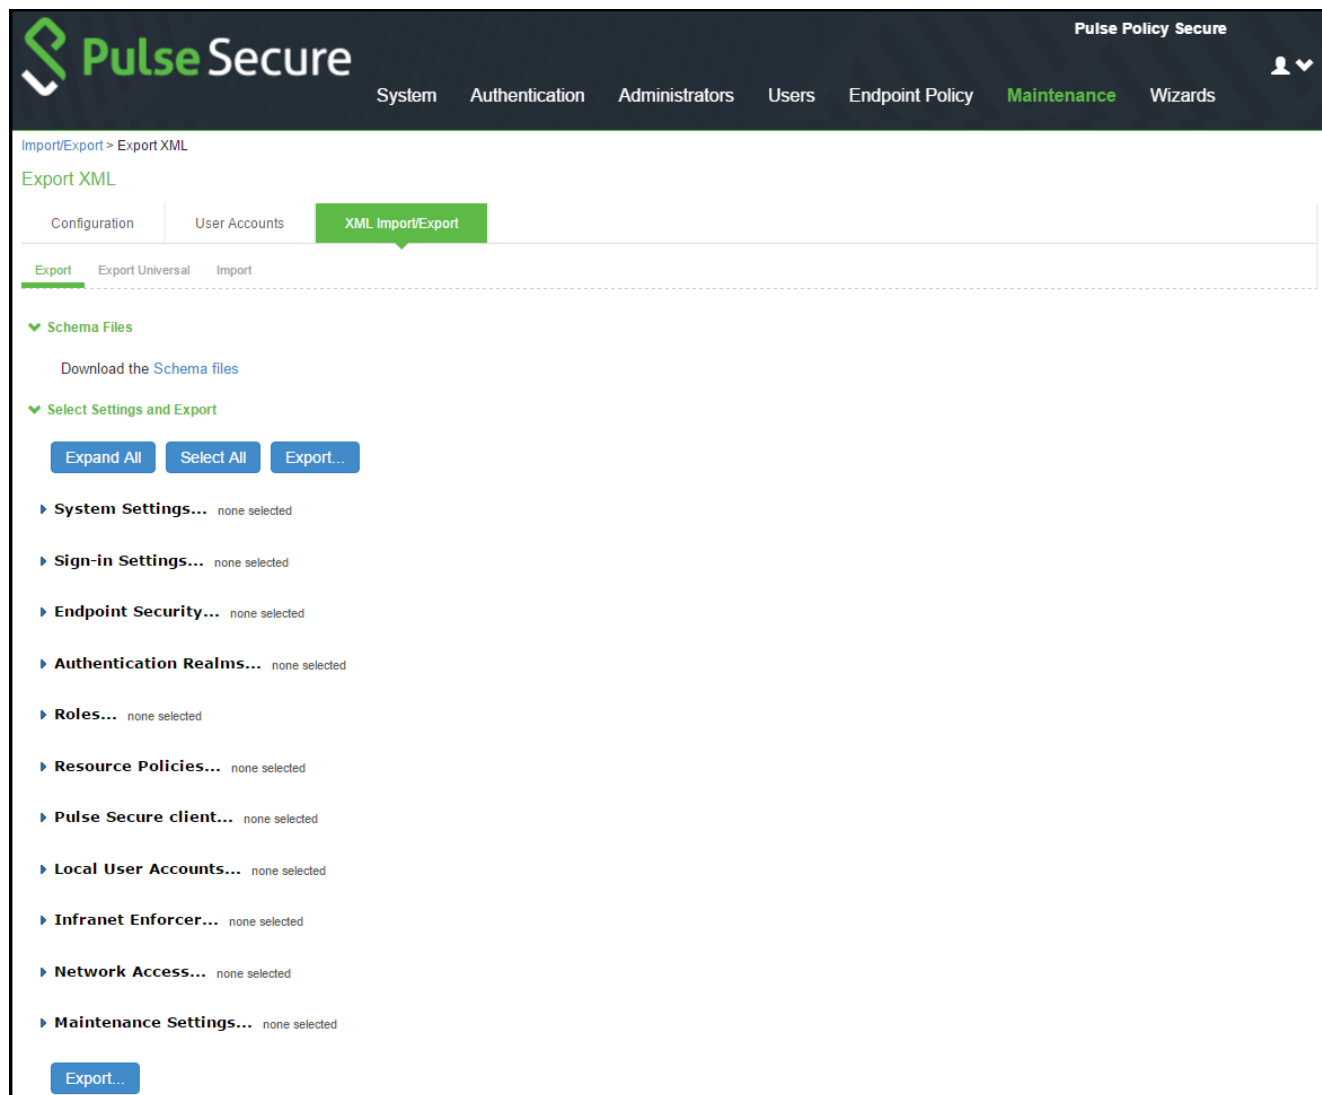 Pulse Secure
Pulse Policy Secure
System Authentication Administrators Users Endpoint Policy Maintenance Wizards
Import/Export > Export XML
Export XML
Configuration User Accounts XML Import/Export
Export Export Universal Import
Schema Files
Download the Schema files
Select Settings and Export
Expand All Select All Export...
System Settings... none selected
Sign-in Settings... none selected
Endpoint Security... none selected
Authentication Realms... none selected
Roles... none selected
Resource Policies... none selected
Pulse Secure client... none selected
Local User Accounts... none selected
Infranet Enforcer... none selected
Network Access... none selected
Maintenance Settings... none selected
Export...